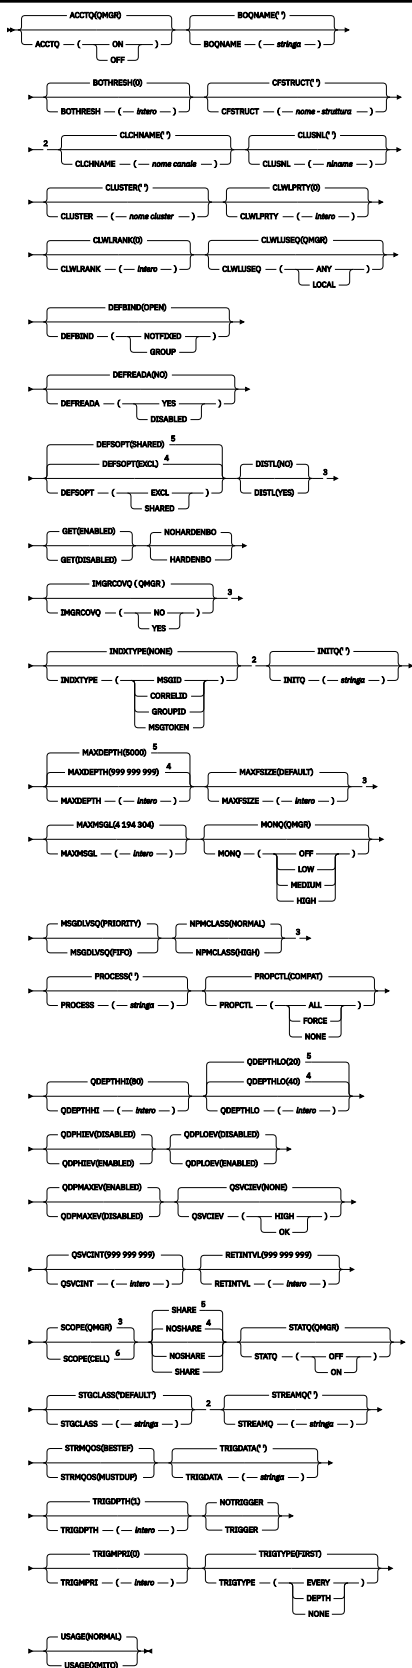 ACCTQ(QMGR) BOQNAME(' ')
ACCTQ ( ON ) BOQNAME ( stringa )
OFF
BOTHRESH(0) CFSTRUCT(' ')
BOTHRESH ( intero ) CFSTRUCT ( nome - struttura )
2 CLCHNAME(' ') CLUSNL(' ')
CLCHNAME ( nome canale ) CLUSNL ( nlname )
CLUSTER(' ') CLWLPRTY(0)
CLUSTER ( nome cluster ) CLWLPRTY ( intero )
CLWLRANK(0) CLWLUSEQ(QMGR)
CLWLRANK ( intero ) CLWLUSEQ ( ANY )
LOCAL
DEFBIND(OPEN)
DEFBIND ( NOTFIXED )
GROUP
DEFREADA(NO)
DEFREADA ( YES )
DISABLED
DEFSOPT(SHARED) 5
DEFSOPT(EXCL) 4 DISTL(NO) 3
DEFSOPT ( EXCL ) DISTL(YES)
SHARED
GET(ENABLED) NOHARDENBO
GET(DISABLED) HARDENBO
IMGRCOVQ ( QMGR ) 3
IMGRCOVQ ( NO )
YES
INDXTYPE(NONE) 2 INITQ(' ')
INDXTYPE ( MSGID ) INITQ ( stringa )
CORRELID
GROUPID
MSGTOKEN
MAXDEPTH(5000) 5
MAXDEPTH(999 999 999) 4 MAXFSIZE(DEFAULT) 3
MAXDEPTH ( intero ) MAXFSIZE ( intero )
MAXMSGL(4 194 304) MONQ(QMGR)
MAXMSGL ( intero ) MONQ ( OFF )
LOW
MEDIUM
HIGH
MSGDLVSQ(PRIORITY) NPMCLASS(NORMAL) 3
MSGDLVSQ(FIFO) NPMCLASS(HIGH)
PROCESS(' ') PROPCTL(COMPAT)
PROCESS ( stringa ) PROPCTL ( ALL )
FORCE
NONE
QDEPTHLO(20) 5
QDEPTHHI(80) QDEPTHLO(40) 4
QDEPTHHI ( intero ) QDEPTHLO ( intero )
QDPHIEV(DISABLED) QDPLOEV(DISABLED)
QDPHIEV(ENABLED) QDPLOEV(ENABLED)
QDPMAXEV(ENABLED) QSVCIEV(NONE)
QDPMAXEV(DISABLED) QSVCIEV ( HIGH )
OK
QSVCINT(999 999 999) RETINTVL(999 999 999)
QSVCINT ( intero ) RETINTVL ( intero )
SHARE 5
SCOPE(QMGR) 3 NOSHARE 4 STATQ(QMGR)
SCOPE(CELL) 6 NOSHARE STATQ ( OFF )
SHARE ON
STGCLASS('DEFAULT') 2 STREAMQ(' ')
STGCLASS ( stringa ) STREAMQ ( stringa )
STRMQOS(BESTEF) TRIGDATA(' ')
STRMQOS(MUSTDUP) TRIGDATA ( stringa )
TRIGDPTH(1) NOTRIGGER
TRIGDPTH ( intero ) TRIGGER
TRIGMPRI(0) TRIGTYPE(FIRST)
TRIGMPRI ( intero ) TRIGTYPE ( EVERY )
DEPTH
NONE
USAGE(NORMAL)
USAGE(XMITQ)